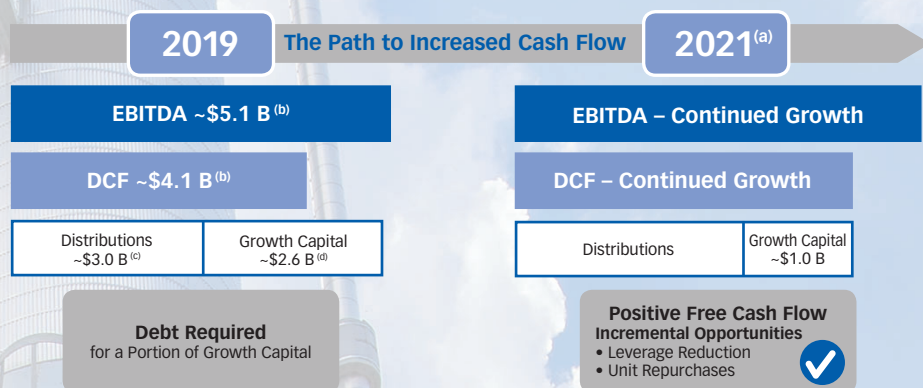 2019
The Path to Increased Cash Flow
2021(a)
EBITDA ~$5.1 B (b)
DCF ~$4.1 B (b)
Distributions
~$3.0 B (c)
Growth Capital
~$2.6 B (d)
Debt Required
for a Portion of Growth Capital
EBITDA – Continued Growth
DCF – Continued Growth
Distributions
Growth Capital
~$1.0 B
Positive Free Cash Flow
Incremental Opportunities
• Leverage Reduction
• Unit Repurchases